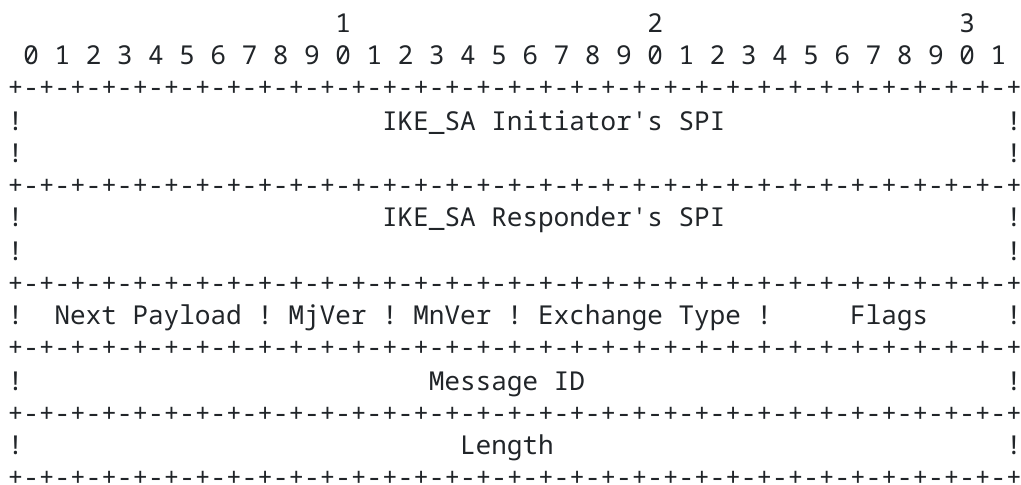 1                   2                   3
 0 1 2 3 4 5 6 7 8 9 0 1 2 3 4 5 6 7 8 9 0 1 2 3 4 5 6 7 8 9 0 1
+-+-+-+-+-+-+-+-+-+-+-+-+-+-+-+-+-+-+-+-+-+-+-+-+-+-+-+-+-+-+-+-+
!                       IKE_SA Initiator's SPI                  !
!                                                               !
+-+-+-+-+-+-+-+-+-+-+-+-+-+-+-+-+-+-+-+-+-+-+-+-+-+-+-+-+-+-+-+-+
!                       IKE_SA Responder's SPI                  !
!                                                               !
+-+-+-+-+-+-+-+-+-+-+-+-+-+-+-+-+-+-+-+-+-+-+-+-+-+-+-+-+-+-+-+-+
!  Next Payload ! MjVer ! MnVer ! Exchange Type !     Flags     !
+-+-+-+-+-+-+-+-+-+-+-+-+-+-+-+-+-+-+-+-+-+-+-+-+-+-+-+-+-+-+-+-+
!                          Message ID                           !
+-+-+-+-+-+-+-+-+-+-+-+-+-+-+-+-+-+-+-+-+-+-+-+-+-+-+-+-+-+-+-+-+
!                            Length                             !
+-+-+-+-+-+-+-+-+-+-+-+-+-+-+-+-+-+-+-+-+-+-+-+-+-+-+-+-+-+-+-+-+